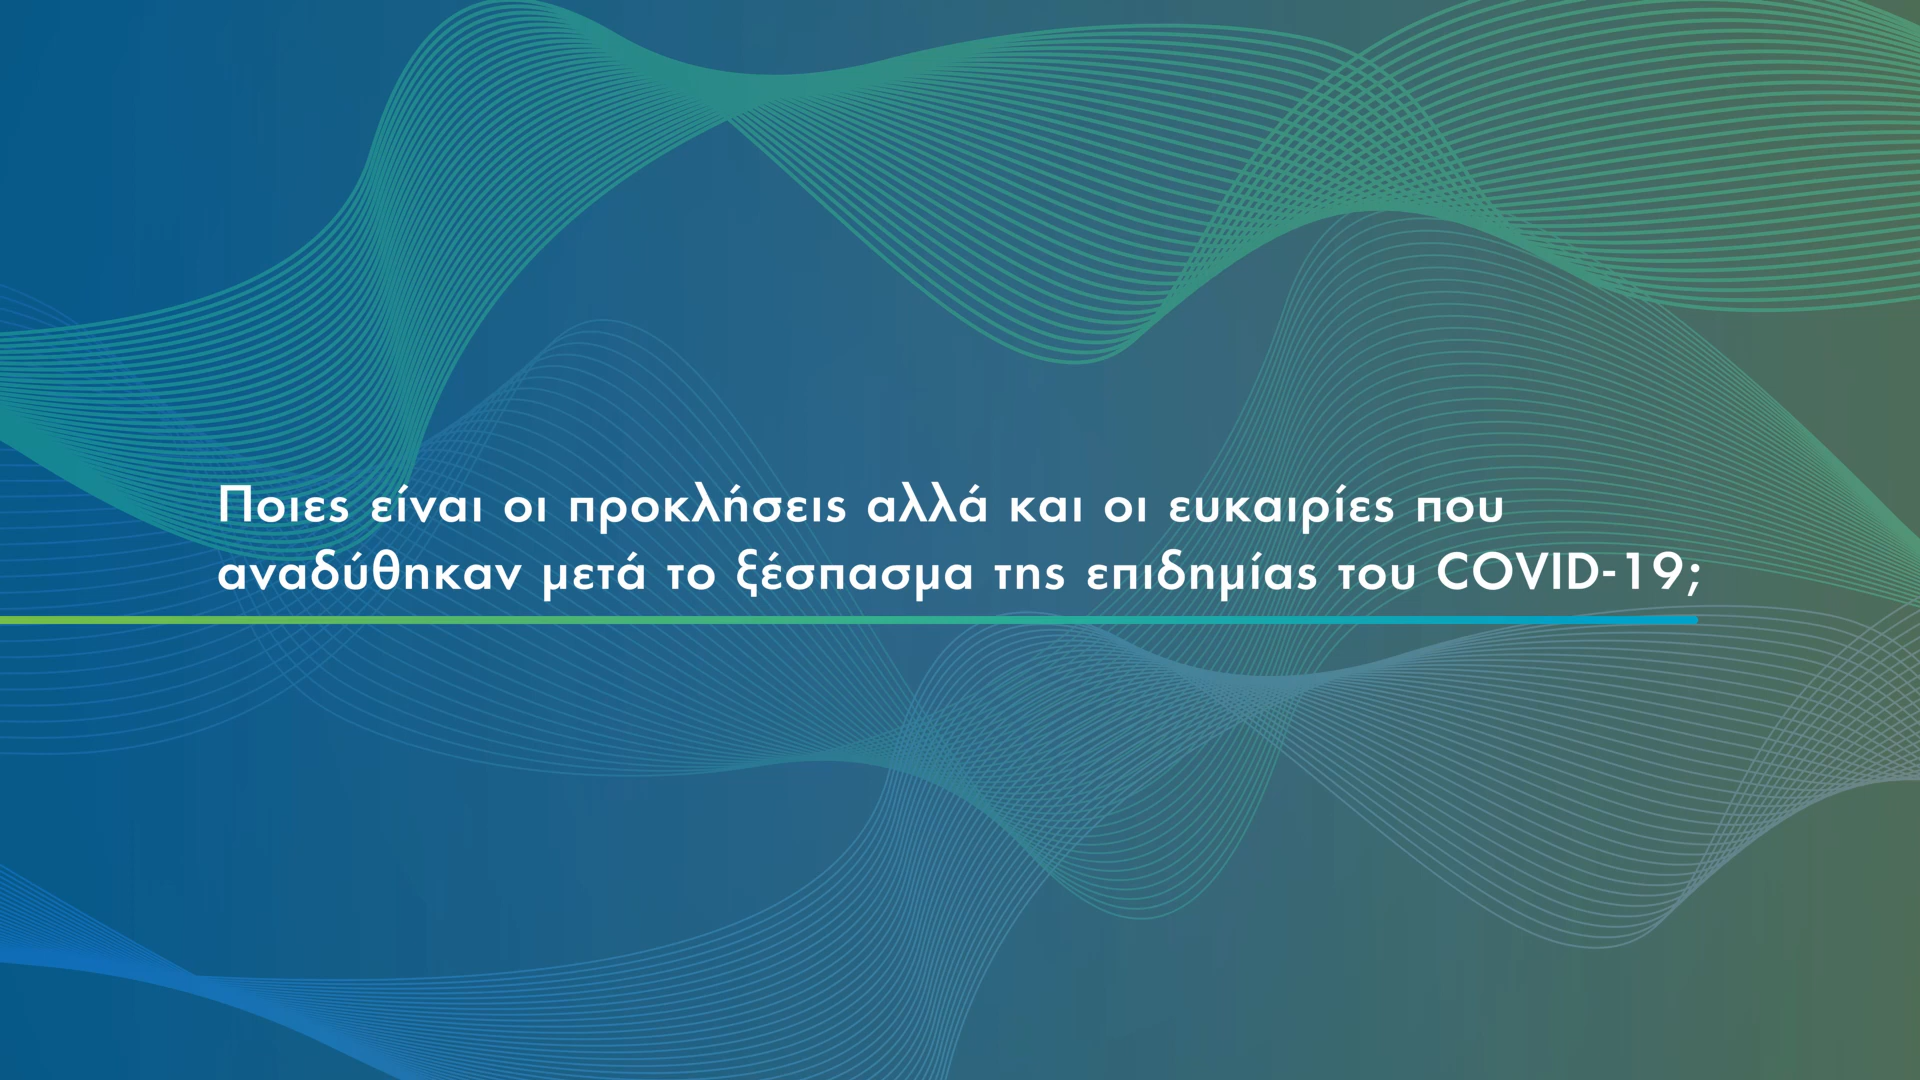 Ποιες είναι οι προκλήσεις αλλά και οι ευκαιρίες που
αναδύθηκαν μετά το ξέσπασμα της επιδημίας του COVID-19;